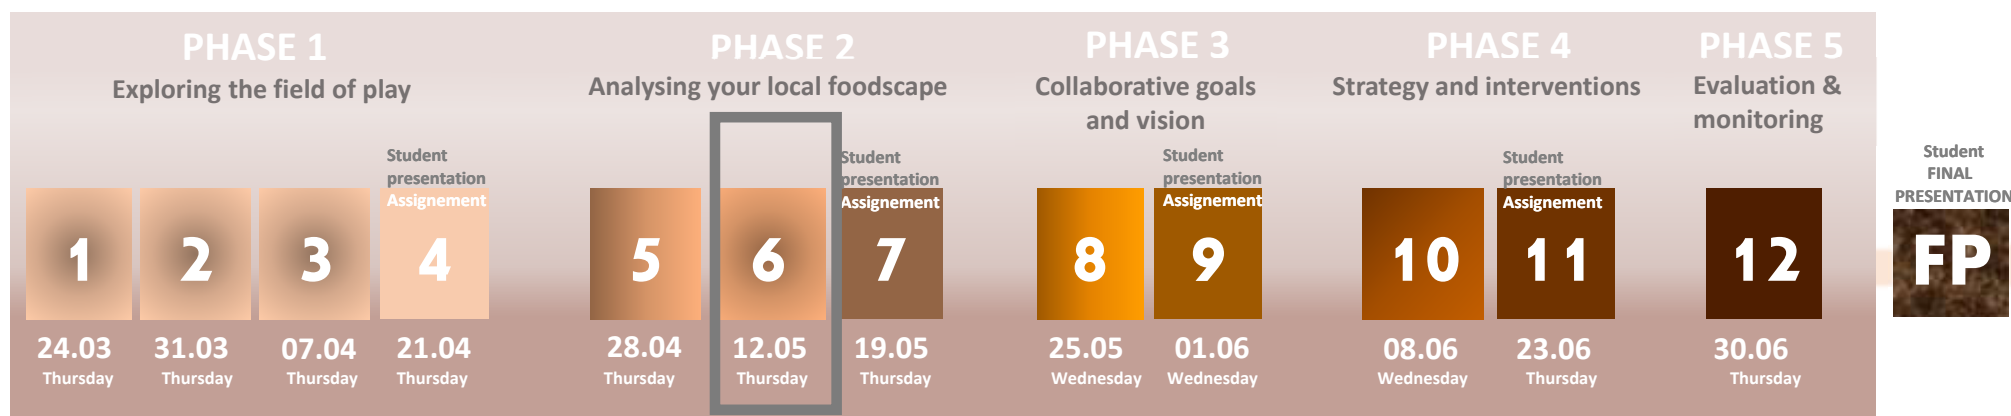 PHASE 1
Exploring the field of play
Student
presentation
Assignement
1
2
3
4
24.03
31.03
07.04
21.04
Thursday
Thursday
Thursday
Thursday
PHASE 2
Analysing your local foodscape
Student
presentation
Assignement
5
6
7
28.04
12.05
19.05
Thursday
Thursday
Thursday
PHASE 3
Collaborative goals
and vision
Student
presentation
Assignement
8
9
25.05
01.06
Wednesday
Wednesday
PHASE 4
Strategy and interventions
Student
presentation
Assignement
10
11
08.06
23.06
Wednesday
Thursday
PHASE 5
Evaluation &
monitoring
12
30.06
Thursday
Student
FINAL
PRESENTATION
FP